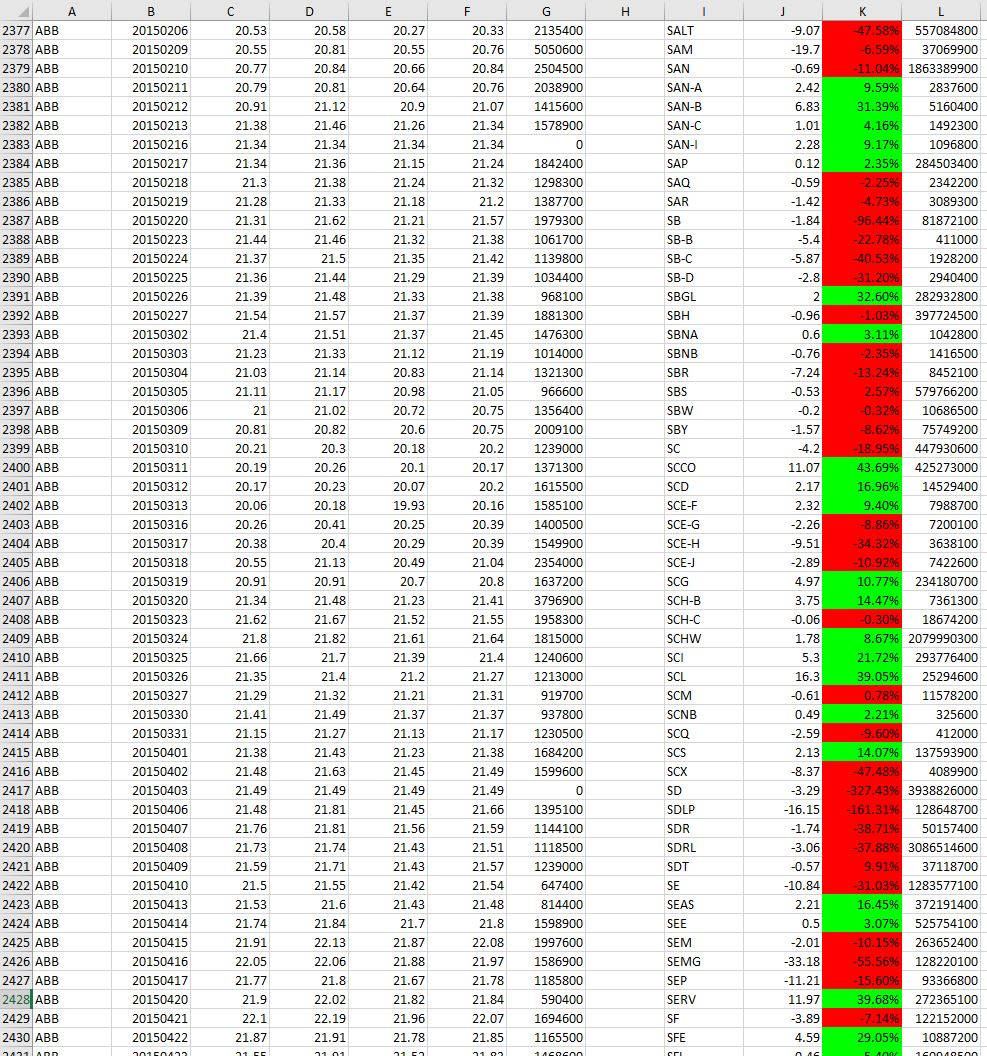 A B C D E F G H I J K L
2377 ABB 20150206 20.53 20.58 20.27 20.33 2135400 SALT -9.07 -47.58% 557084800
2378 ABB 20150209 20.55 20.81 20.55 20.76 5050600 SAM -19.7 -6.59% 37069900
2379 ABB 20150210 20.77 20.84 20.66 20.84 2504500 SAN -0.69 -11.04% 1863389900
2380 ABB 20150211 20.79 20.81 20.64 20.76 2038900 SAN-A 2.42 9.59% 2837600
2381 ABB 20150212 20.91 21.12 20.9 21.07 1415600 SAN-B 6.83 31.39% 5160400
2382 ABB 20150213 21.38 21.46 21.26 21.34 1578900 SAN-C 1.01 4.16% 1492300
2383 ABB 20150216 21.34 21.34 21.34 21.34 0 SAN-I 2.28 9.17% 1096800
2384 ABB 20150217 21.34 21.36 21.15 21.24 1842400 SAP 0.12 2.35% 284503400
2385 ABB 20150218 21.3 21.38 21.24 21.32 1298300 SAQ -0.59 -2.25% 2342200
2386 ABB 20150219 21.28 21.33 21.18 21.2 1387700 SAR -1.42 -4.73% 3089300
2387 ABB 20150220 21.31 21.62 21.21 21.57 1979300 SB -1.84 -96.44% 81872100
2388 ABB 20150223 21.44 21.46 21.32 21.38 1061700 SB-B -5.4 -22.78% 411000
2389 ABB 20150224 21.37 21.5 21.35 21.42 1139800 SB-C -5.87 -40.53% 1928200
2390 ABB 20150225 21.36 21.44 21.29 21.39 1034400 SB-D -2.8 -31.20% 2940400
2391 ABB 20150226 21.39 21.48 21.33 21.38 968100 SBGL 2 32.60% 282932800
2392 ABB 20150227 21.54 21.57 21.37 21.39 1881300 SBH -0.96 -1.03% 397724500
2393 ABB 20150302 21.4 21.51 21.37 21.45 1476300 SBNA 0.6 3.11% 1042800
2394 ABB 20150303 21.23 21.33 21.12 21.19 1014000 SBNB -0.76 -2.35% 1416500
2395 ABB 20150304 21.03 21.14 20.83 21.14 1321300 SBR -7.24 -13.24% 8452100
2396 ABB 20150305 21.11 21.17 20.98 21.05 966600 SBS -0.53 2.57% 579766200
2397 ABB 20150306 21 21.02 20.72 20.75 1356400 SBW -0.2 -0.32% 10686500
2398 ABB 20150309 20.81 20.82 20.6 20.75 2009100 SBY -1.57 -8.62% 75749200
2399 ABB 20150310 20.21 20.3 20.18 20.2 1239000 SC -4.2 -18.95% 447930600
2400 ABB 20150311 20.19 20.26 20.1 20.17 1371300 SCCO 11.07 43.69% 425273000
2401 ABB 20150312 20.17 20.23 20.07 20.2 1615500 SCD 2.17 16.96% 14529400
2402 ABB 20150313 20.06 20.18 19.93 20.16 1585100 SCE-F 2.32 9.40% 7988700
2403 ABB 20150316 20.26 20.41 20.25 20.39 1400500 SCE-G -2.26 -8.86% 7200100
2404 ABB 20150317 20.38 20.4 20.29 20.39 1549900 SCE-H -9.51 -34.32% 3638100
2405 ABB 20150318 20.55 21.13 20.49 21.04 2354000 SCE-J -2.89 -10.92% 7422600
2406 ABB 20150319 20.91 20.91 20.7 20.8 1637200 SCG 4.97 10.77% 234180700
2407 ABB 20150320 21.34 21.48 21.23 21.41 3796900 SCH-B 3.75 14.47% 7361300
2408 ABB 20150323 21.62 21.67 21.52 21.55 1958300 SCH-C -0.06 -0.30% 18674200
2409 ABB 20150324 21.8 21.82 21.61 21.64 1815000 SCHW 1.78 8.67% 2079990300
2410 ABB 20150325 21.66 21.7 21.39 21.4 1240600 SCI 5.3 21.72% 293776400
2411 ABB 20150326 21.35 21.4 21.2 21.27 1213000 SCL 16.3 39.05% 25294600
2412 ABB 20150327 21.29 21.32 21.21 21.31 919700 SCM -0.61 0.78% 11578200
2413 ABB 20150330 21.41 21.49 21.37 21.37 937800 SCNB 0.49 2.21% 325600
2414 ABB 20150331 21.15 21.27 21.13 21.17 1230500 SCQ -2.59 -9.60% 412000
2415 ABB 20150401 21.38 21.43 21.23 21.38 1684200 SCS 2.13 14.07% 137593900
2416 ABB 20150402 21.48 21.63 21.45 21.49 1599600 SCX -8.37 -47.48% 4089900
2417 ABB 20150403 21.49 21.49 21.49 21.49 0 SD -3.29 -327.43% 3938826000
2418 ABB 20150406 21.48 21.81 21.45 21.66 1395100 SDLP -16.15 -161.31% 128648700
2419 ABB 20150407 21.76 21.81 21.56 21.59 1144100 SDR -1.74 -38.71% 50157400
2420 ABB 20150408 21.73 21.74 21.43 21.51 1118500 SDRL -3.06 -37.88% 3086514600
2421 ABB 20150409 21.59 21.71 21.43 21.57 1239000 SDT -0.57 9.91% 37118700
2422 ABB 20150410 21.5 21.55 21.42 21.54 647400 SE -10.84 -31.03% 1283577100
2423 ABB 20150413 21.53 21.6 21.43 21.48 814400 SEAS 2.21 16.45% 372191400
2424 ABB 20150414 21.74 21.84 21.7 21.8 1598900 SEE 0.5 3.07% 525754100
2425 ABB 20150415 21.91 22.13 21.87 22.08 1997600 SEM -2.01 -10.15% 263652400
2426 ABB 20150416 22.05 22.06 21.88 21.97 1586900 SEMG -33.18 -55.56% 128220100
2427 ABB 20150417 21.77 21.8 21.67 21.78 1185800 SEP -11.21 -15.60% 93366800
2428 ABB 20150420 21.9 22.02 21.82 21.84 590400 SERV 11.97 39.68% 272365100
2429 ABB 20150421 22.1 22.19 21.96 22.07 1694600 SF -3.89 -7.14% 122152000
2430 ABB 20150422 21.87 21.91 21.78 21.85 1165500 SFE 4.59 29.05% 10887200